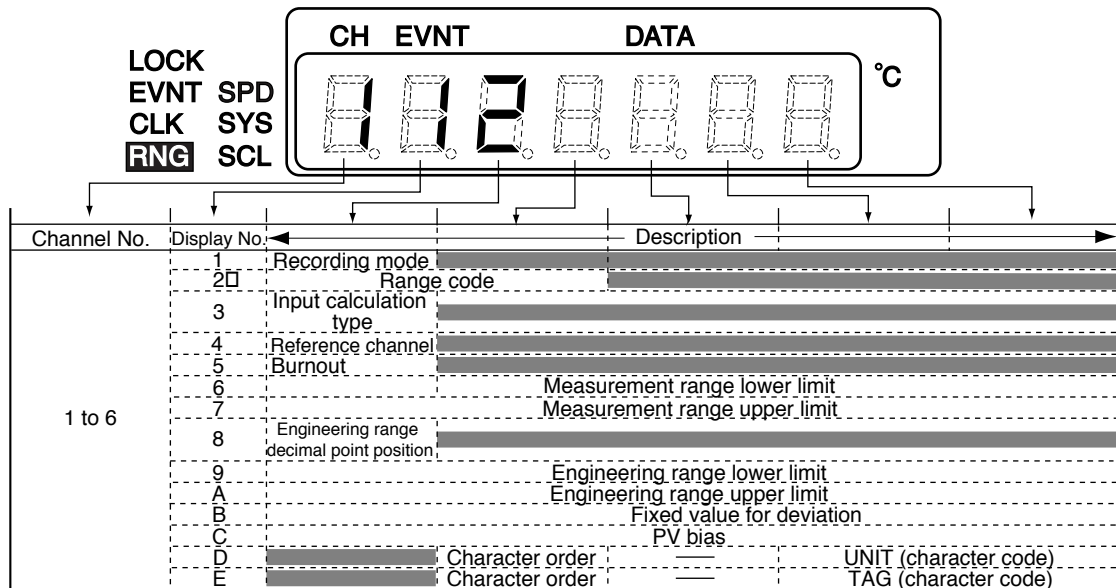 CH EVNT DATA
LOCK
EVNT SPD
CLK SYS
RNG SCL
112
°C
Channel No. Display No. Description
1 Recording mode
2□ Range code
3 Input calculation type
4 Reference channel
5 Burnout
6 Measurement range lower limit
1 to 6
7 Measurement range upper limit
8 Engineering range decimal point position
9 Engineering range lower limit
A Engineering range upper limit
B Fixed value for deviation
C PV bias
D Character order — UNIT (character code)
E Character order — TAG (character code)